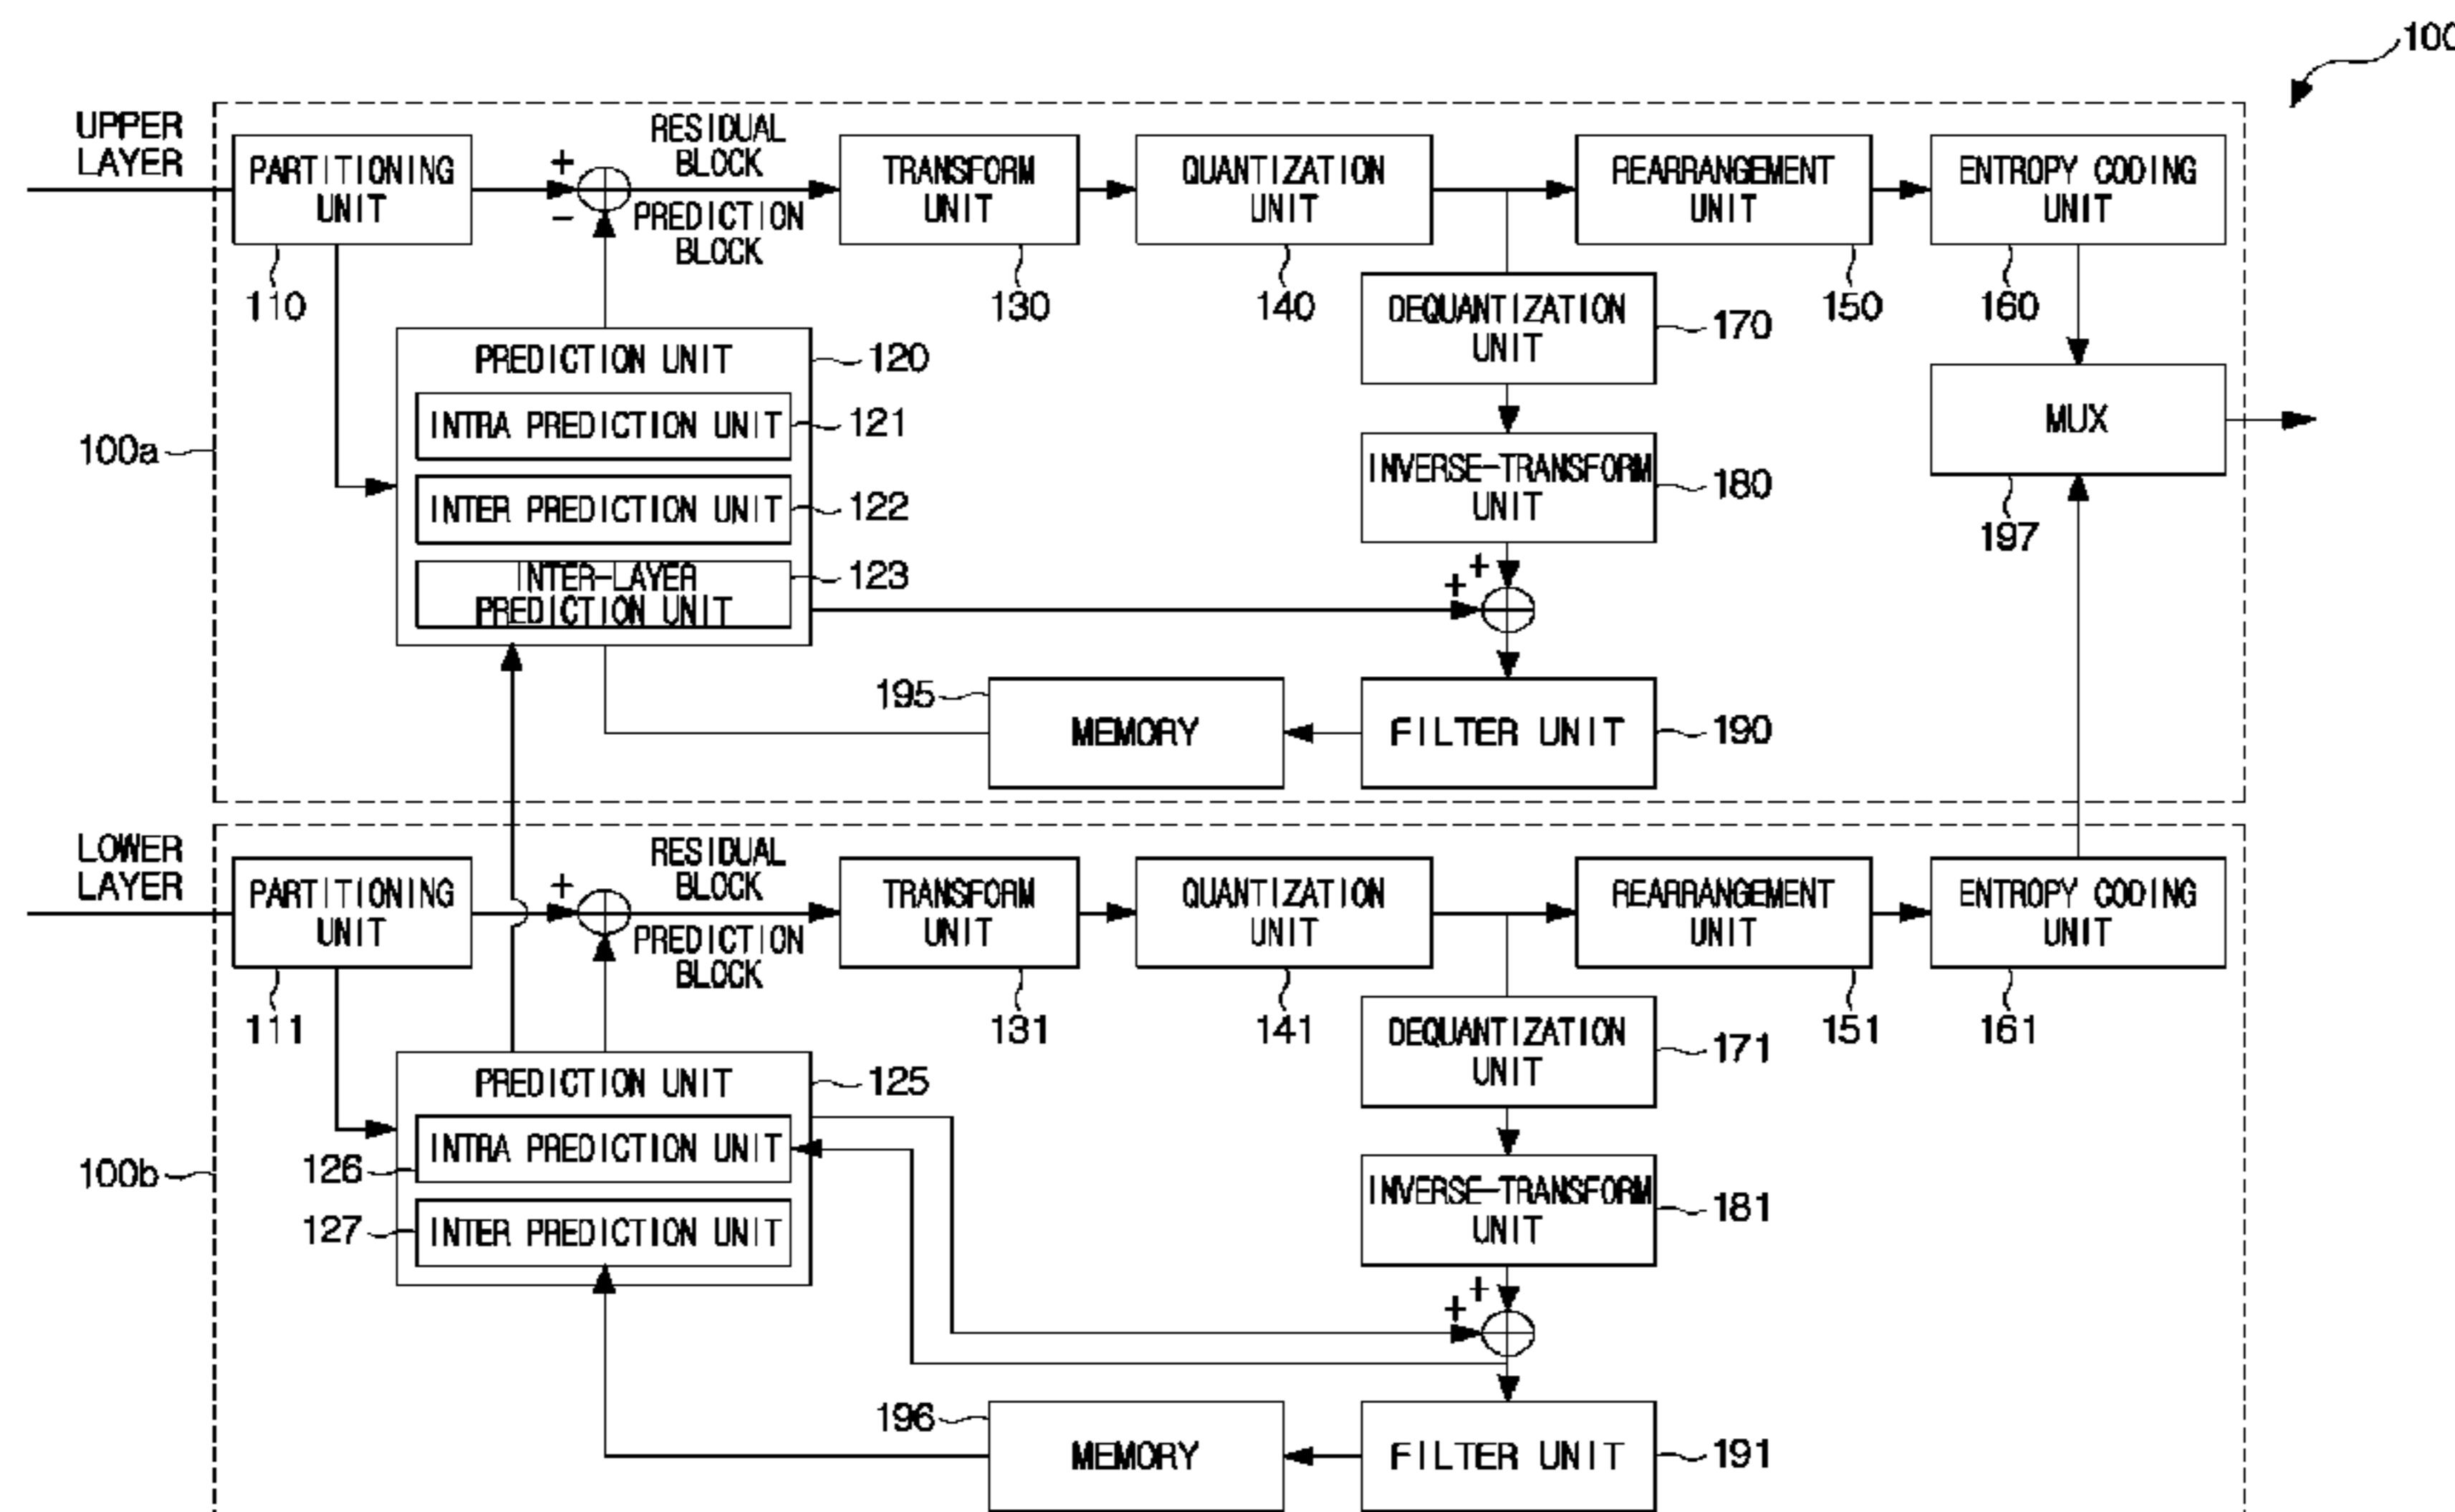 100
UPPER
LAYER
PARTITIONING
UNIT
110
+
−
RESIDUAL
BLOCK
PREDICTION
BLOCK
TRANSFORM
UNIT
130
QUANTIZATION
UNIT
140
REARRANGEMENT
UNIT
150
ENTROPY CODING
UNIT
160
DEQUANTIZATION
UNIT
170
PREDICTION UNIT
120
INTRA PREDICTION UNIT
121
INTER PREDICTION UNIT
122
INTER-LAYER
PREDICTION UNIT
123
100a
MUX
197
INVERSE-TRANSFORM
UNIT
180
+
+
195
MEMORY
FILTER UNIT
190
LOWER
LAYER
PARTITIONING
UNIT
111
+
RESIDUAL
BLOCK
PREDICTION
BLOCK
TRANSFORM
UNIT
131
QUANTIZATION
UNIT
141
REARRANGEMENT
UNIT
151
ENTROPY CODING
UNIT
161
DEQUANTIZATION
UNIT
171
PREDICTION UNIT
125
INTRA PREDICTION UNIT
126
INTER PREDICTION UNIT
127
100b
INVERSE-TRANSFORM
UNIT
181
+
+
196
MEMORY
FILTER UNIT
191